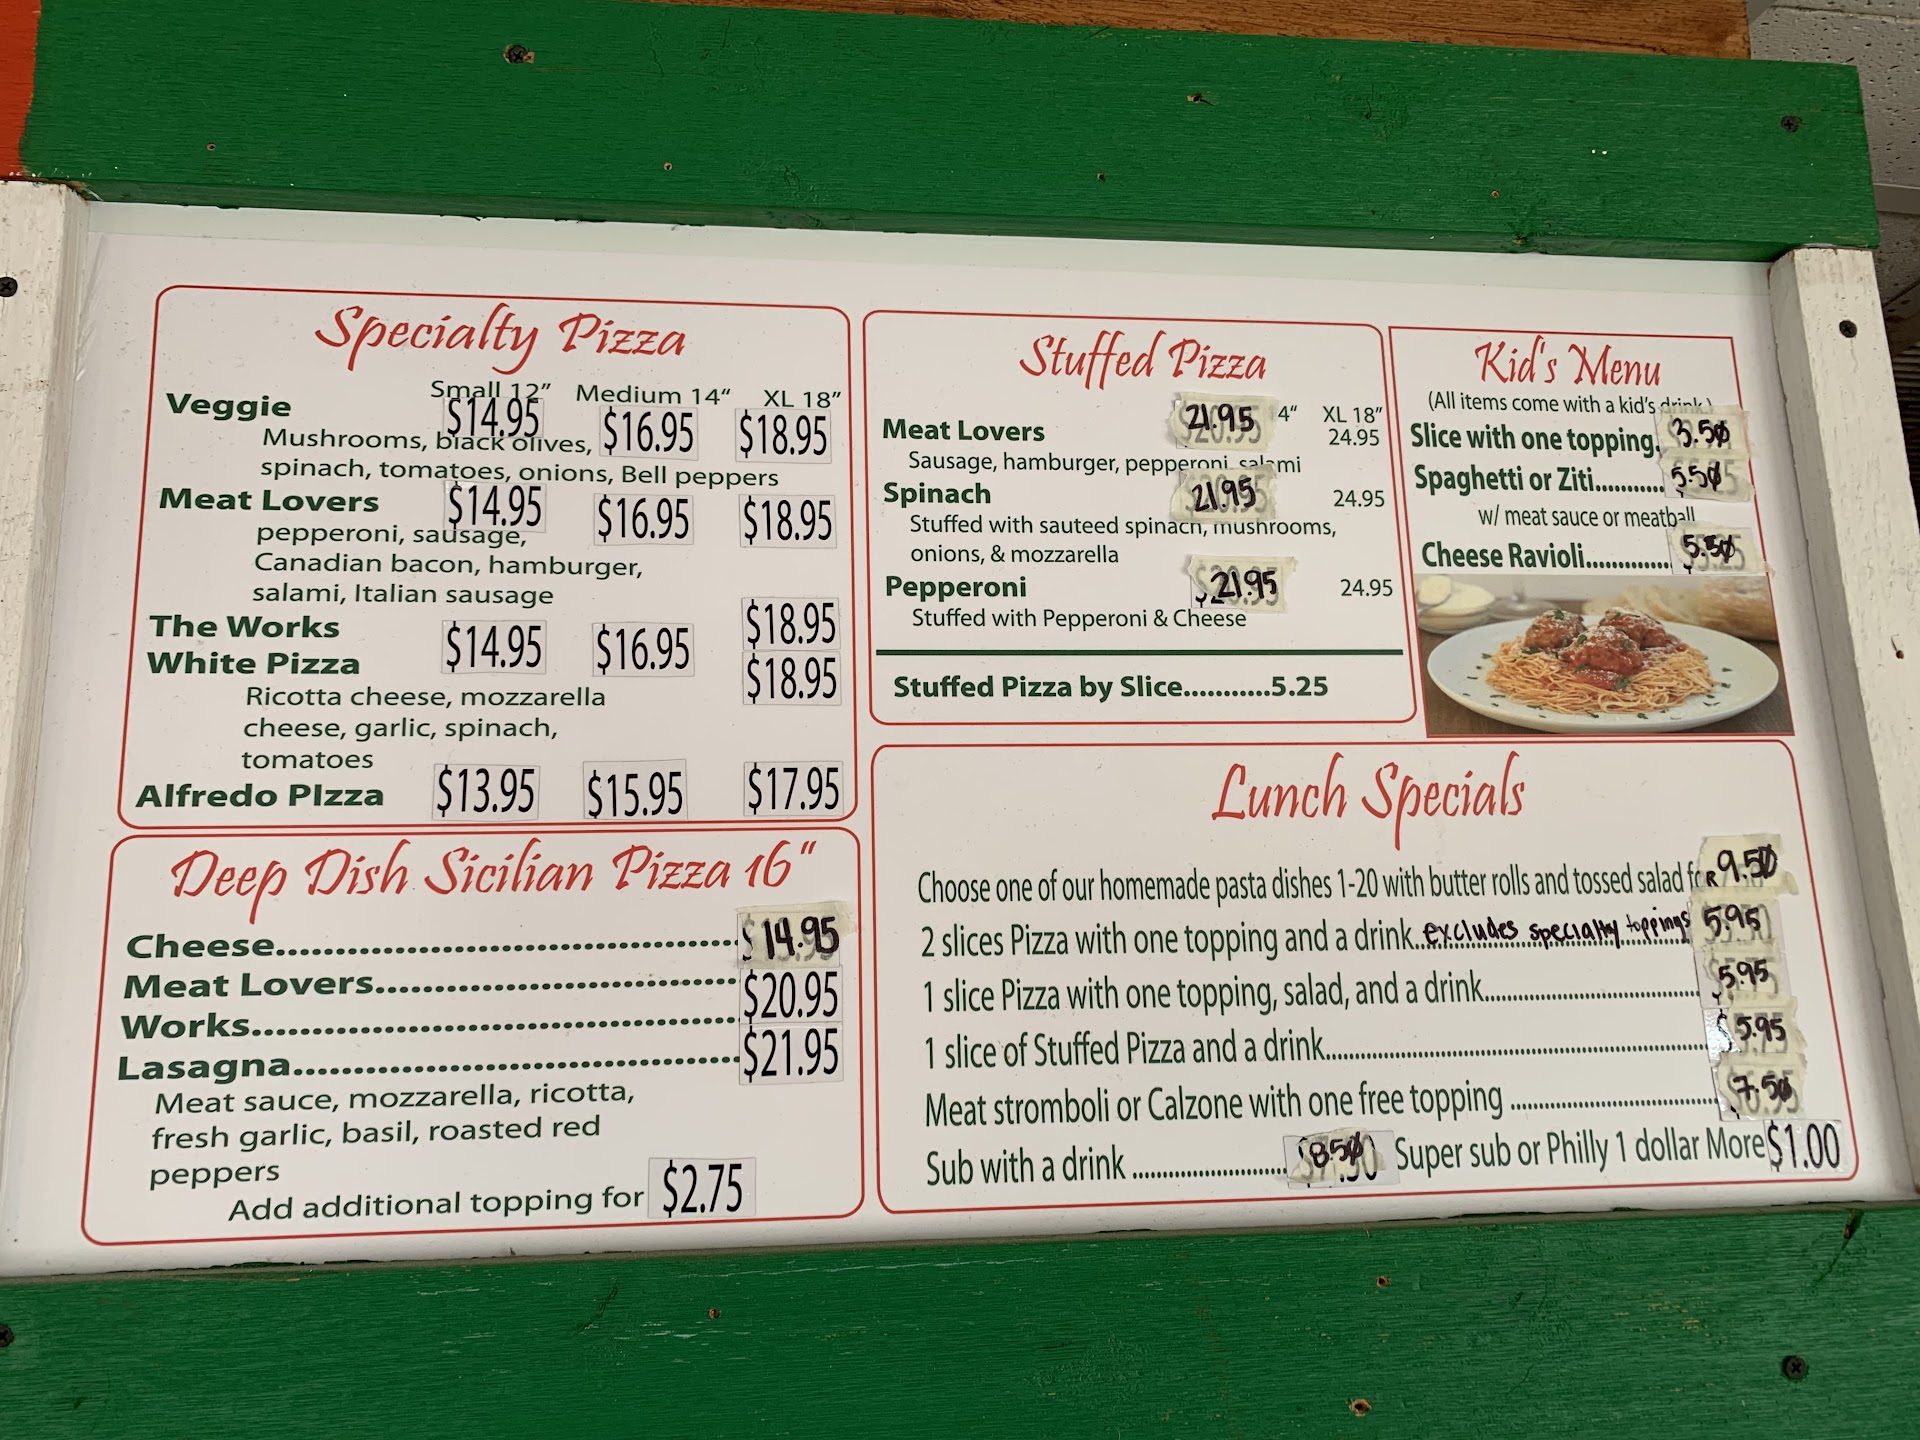 Specialty Pizza
Small 12" Medium 14" XL 18"
Veggie $14.95 $16.95 $18.95
Mushrooms, black olives,
spinach, tomatoes, onions, Bell peppers
Meat Lovers $14.95 $16.95 $18.95
pepperoni, sausage,
Canadian bacon, hamburger,
salami, Italian sausage
The Works $18.95
$14.95 $16.95
White Pizza $18.95
Ricotta cheese, mozzarella
cheese, garlic, spinach,
tomatoes
Alfredo PIzza $13.95 $15.95 $17.95
Deep Dish Sicilian Pizza 16"
Cheese.......................................... $14.95
Meat Lovers................................. $20.95
Works............................................
Lasagna........................................ $21.95
Meat sauce, mozzarella, ricotta,
fresh garlic, basil, roasted red
peppers
Add additional topping for $2.75
Stuffed Pizza
4" XL 18"
Meat Lovers 21.95 24.95
Sausage, hamburger, pepperoni, salami
Spinach 21.95 24.95
Stuffed with sauteed spinach, mushrooms,
onions, & mozzarella
Pepperoni 21.95 24.95
Stuffed with Pepperoni & Cheese
Stuffed Pizza by Slice............5.25
Kid's Menu
(All items come with a kid's drink)
Slice with one topping. 3.50
Spaghetti or Ziti............ 5.50
w/ meat sauce or meatball
Cheese Ravioli.............. 5.50
Lunch Specials
Choose one of our homemade pasta dishes 1-20 with butter rolls and tossed salad for 9.50
2 slices Pizza with one topping and a drink..excludes specialty toppings 5.95
1 slice Pizza with one topping, salad, and a drink.................................... 5.95
1 slice of Stuffed Pizza and a drink............................................................ $5.95
Meat stromboli or Calzone with one free topping .................................. 7.50
Sub with a drink ........................... 8.50 Super sub or Philly 1 dollar More $1.00